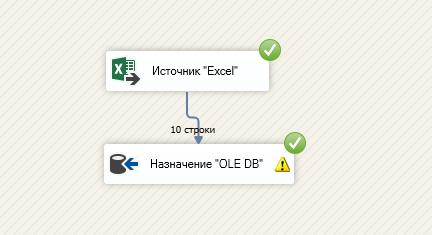 Источник "Excel"
10 строки
Назначение "OLE DB"